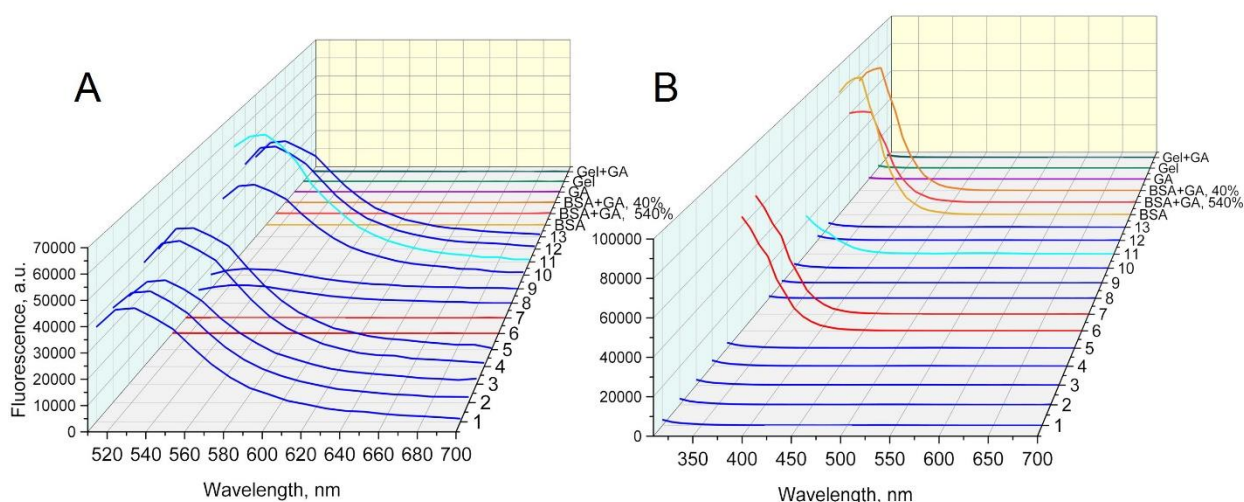 A
Fluorescence, a.u.
70000
60000
50000
40000
30000
20000
10000
0
520 540 560 580 600 620 640 660 680 700
Wavelength, nm
Gel+GA
Gel
GA
BSA+GA, 40%
BSA+GA, 540%
BSA
13
12
11
10
9
8
7
6
5
4
3
2
1
B
100000
80000
60000
40000
20000
0
350 400 450 500 550 600 650 700
Wavelength, nm
Gel+GA
Gel
GA
BSA+GA, 40%
BSA+GA, 540%
BSA
13
12
11
10
9
8
7
6
5
4
3
2
1